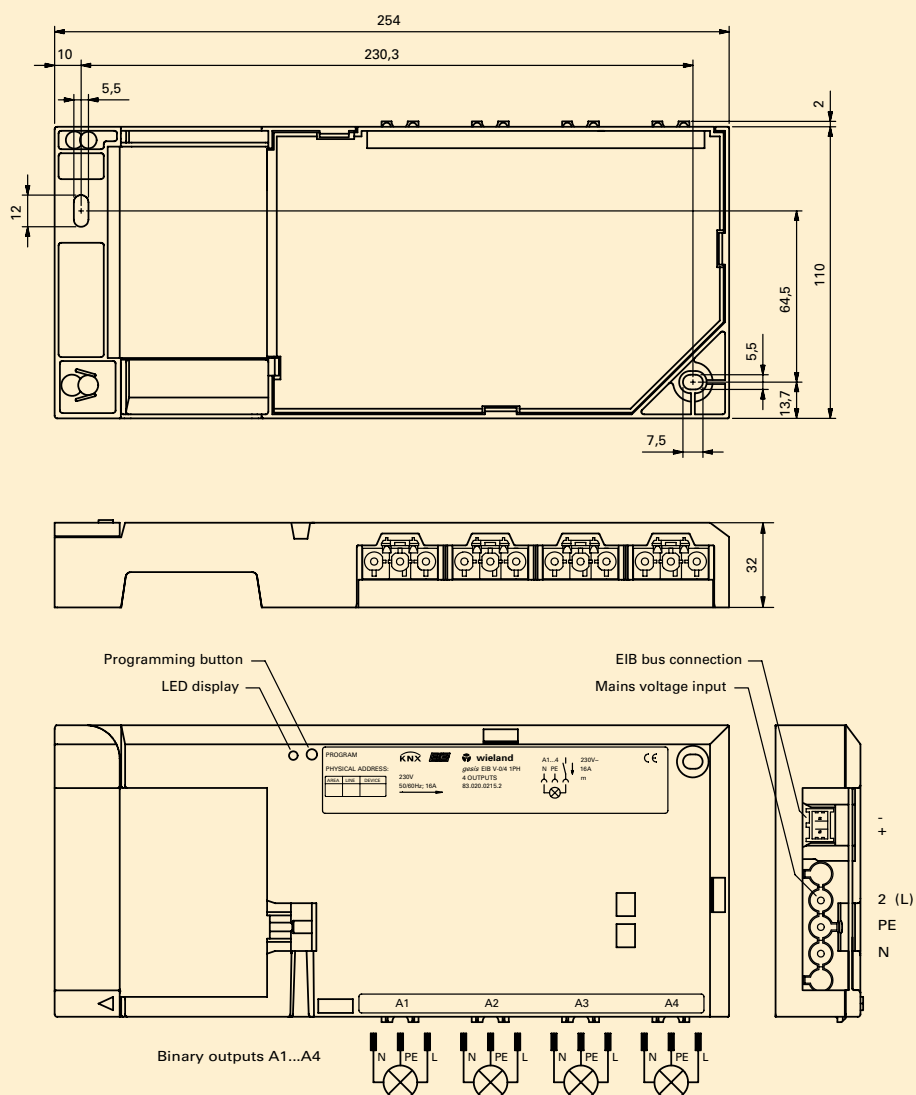 254
10
230,3
5,5
2
12
64,5
110
5,5
13,7
7,5
32
Programming button
LED display
EIB bus connection
Mains voltage input
PROGRAM
PHYSICAL ADDRESS:
AREA LINE DEVICE
KNX
230V
50/60Hz; 16A
wieland
gesis EIB V-0/4 1PH
4 OUTPUTS
83.020.0215.2
A1...4
N PE
230V~
16A
m
CE
-
+
2 (L)
PE
N
A1 A2 A3 A4
Binary outputs A1...A4
N PE L N PE L N PE L N PE L